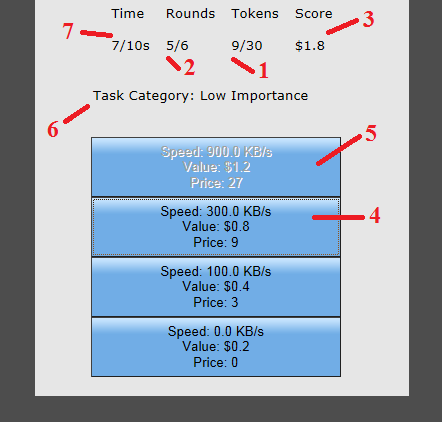 Time Rounds Tokens Score
7 3
7/10s 5/6 9/30 $1.8
2 1
Task Category: Low Importance
6
5
Speed: 900.0 KB/s
Value: $1.2
Price: 27
Speed: 300.0 KB/s
4
Value: $0.8
Price: 9
Speed: 100.0 KB/s
Value: $0.4
Price: 3
Speed: 0.0 KB/s
Value: $0.2
Price: 0